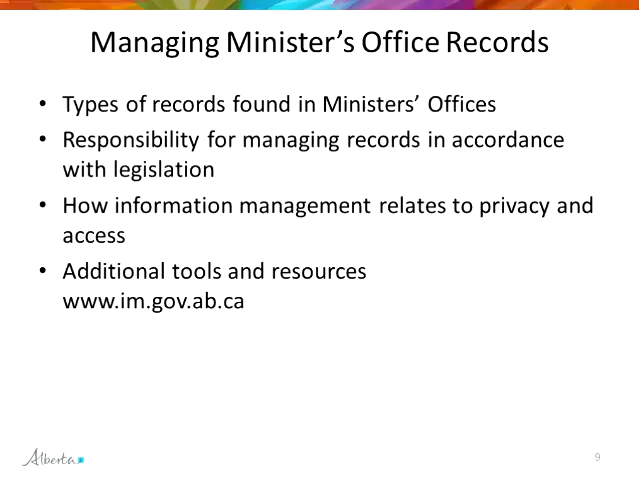 Managing Minister's Office Records
• Types of records found in Ministers' Offices
• Responsibility for managing records in accordance
with legislation
• How information management relates to privacy and
access
• Additional tools and resources
www.im.gov.ab.ca
Alberta
9